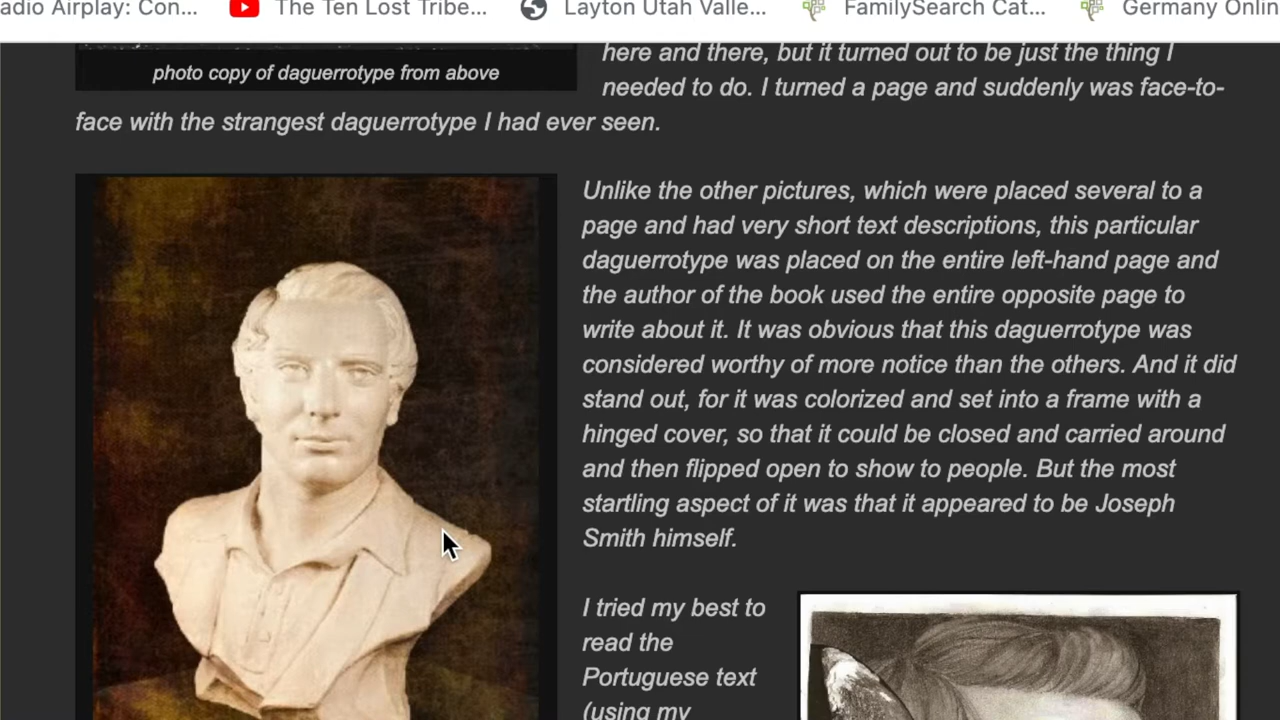 adio Airplay: Con...
The Ten Lost Tribe...
Layton Utah Valle...
FamilySearch Cat...
Germany Onlin
photo copy of daguerrotype from above
here and there, but it turned out to be just the thing I
needed to do. I turned a page and suddenly was face-to-
face with the strangest daguerrotype I had ever seen.
Unlike the other pictures, which were placed several to a
page and had very short text descriptions, this particular
daguerrotype was placed on the entire left-hand page and
the author of the book used the entire opposite page to
write about it. It was obvious that this daguerrotype was
considered worthy of more notice than the others. And it did
stand out, for it was colorized and set into a frame with a
hinged cover, so that it could be closed and carried around
and then flipped open to show to people. But the most
startling aspect of it was that it appeared to be Joseph
Smith himself.
I tried my best to
read the
Portuguese text
(using my